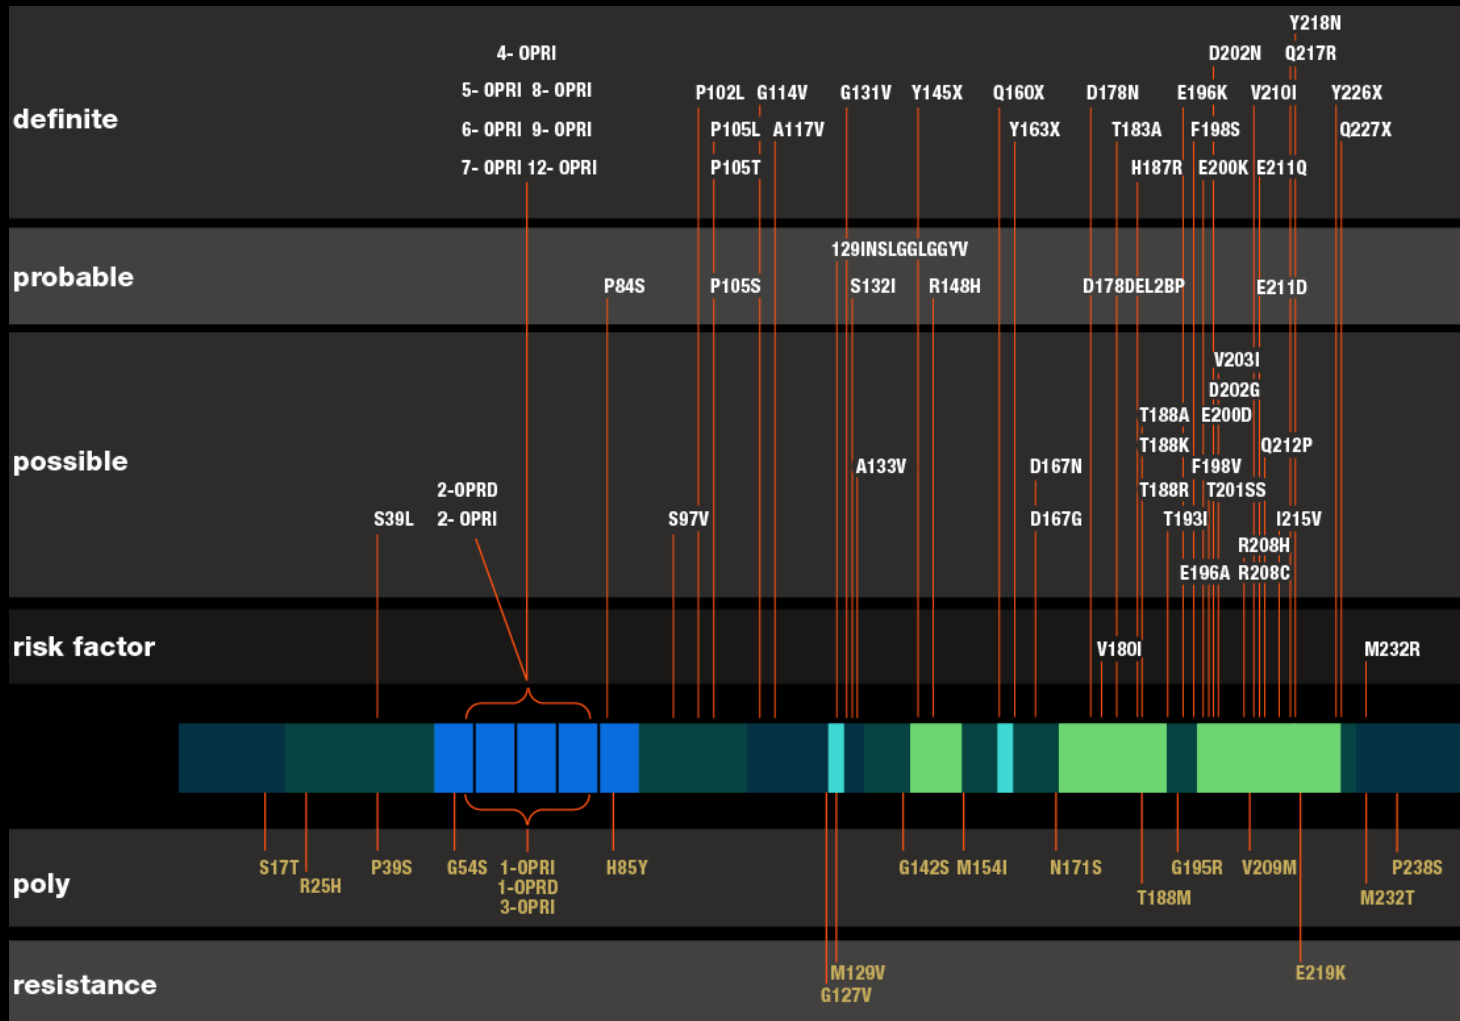 Y218N
4- OPRI D202N Q217R
definite
5- OPRI 8- OPRI P102L G114V G131V Y145X Q160X D178N E196K V210I Y226X
6- OPRI 9- OPRI P105L A117V Y163X T183A F198S Q227X
7- OPRI 12- OPRI P105T H187R E200K E211Q
probable
129INSLGGLGGYV
P84S P105S S132I R148H D178DEL2BP E211D
possible
V203I
D202G
T188A E200D
T188K Q212P
A133V D167N F198V
2-OPRD T188R T201SS
S39L 2- OPRI S97V D167G T193I I215V
R208H
E196A R208C
risk factor
V180I M232R
poly
S17T P39S G54S 1-OPRI H85Y G142S M154I N171S G195R V209M P238S
R25H 1-OPRD T188M M232T
3-OPRI
resistance
M129V E219K
G127V